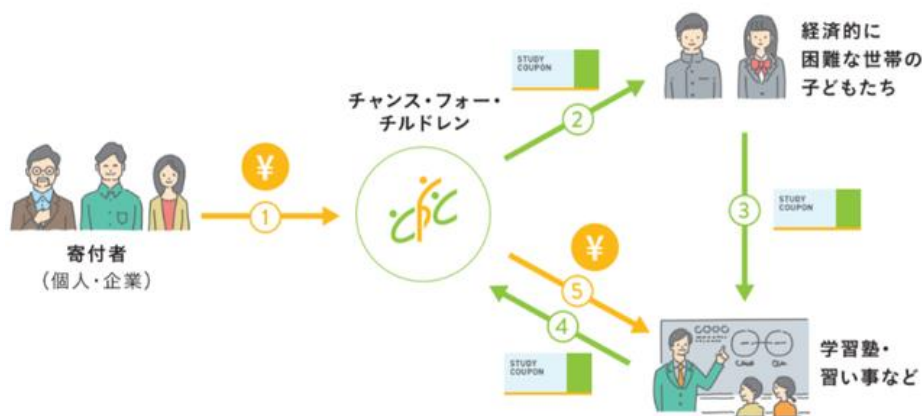 経済的に
困難な世帯の
子どもたち
STUDY
COUPON
2
チャンス・フォー・
チルドレン
¥
1
chc
寄付者
（個人・企業）
3
STUDY
COUPON
¥
5
4
STUDY
COUPON
学習塾・
習い事など